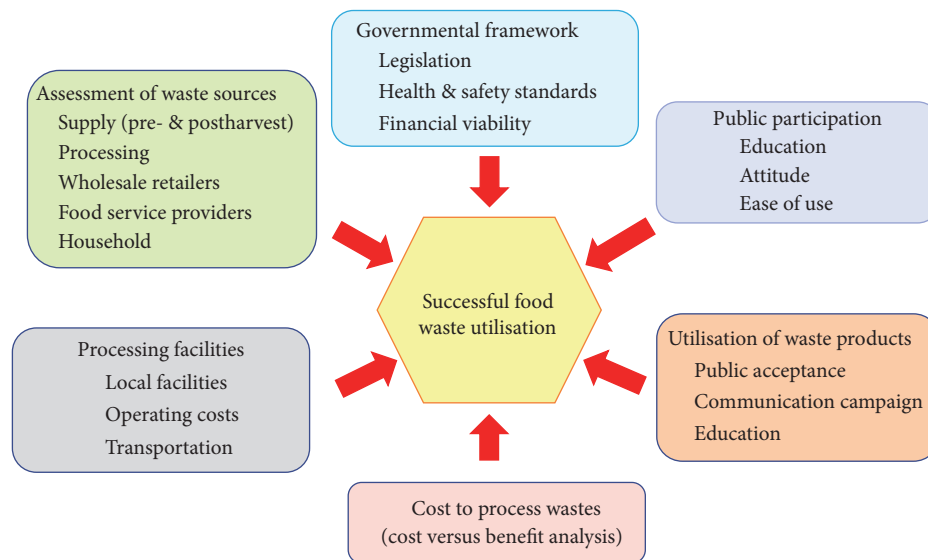 Governmental framework
Legislation
Health & safety standards
Financial viability
Assessment of waste sources
Supply (pre- & postharvest)
Processing
Wholesale retailers
Food service providers
Household
Public participation
Education
Attitude
Ease of use
Successful food
waste utilisation
Processing facilities
Local facilities
Operating costs
Transportation
Utilisation of waste products
Public acceptance
Communication campaign
Education
Cost to process wastes
(cost versus benefit analysis)